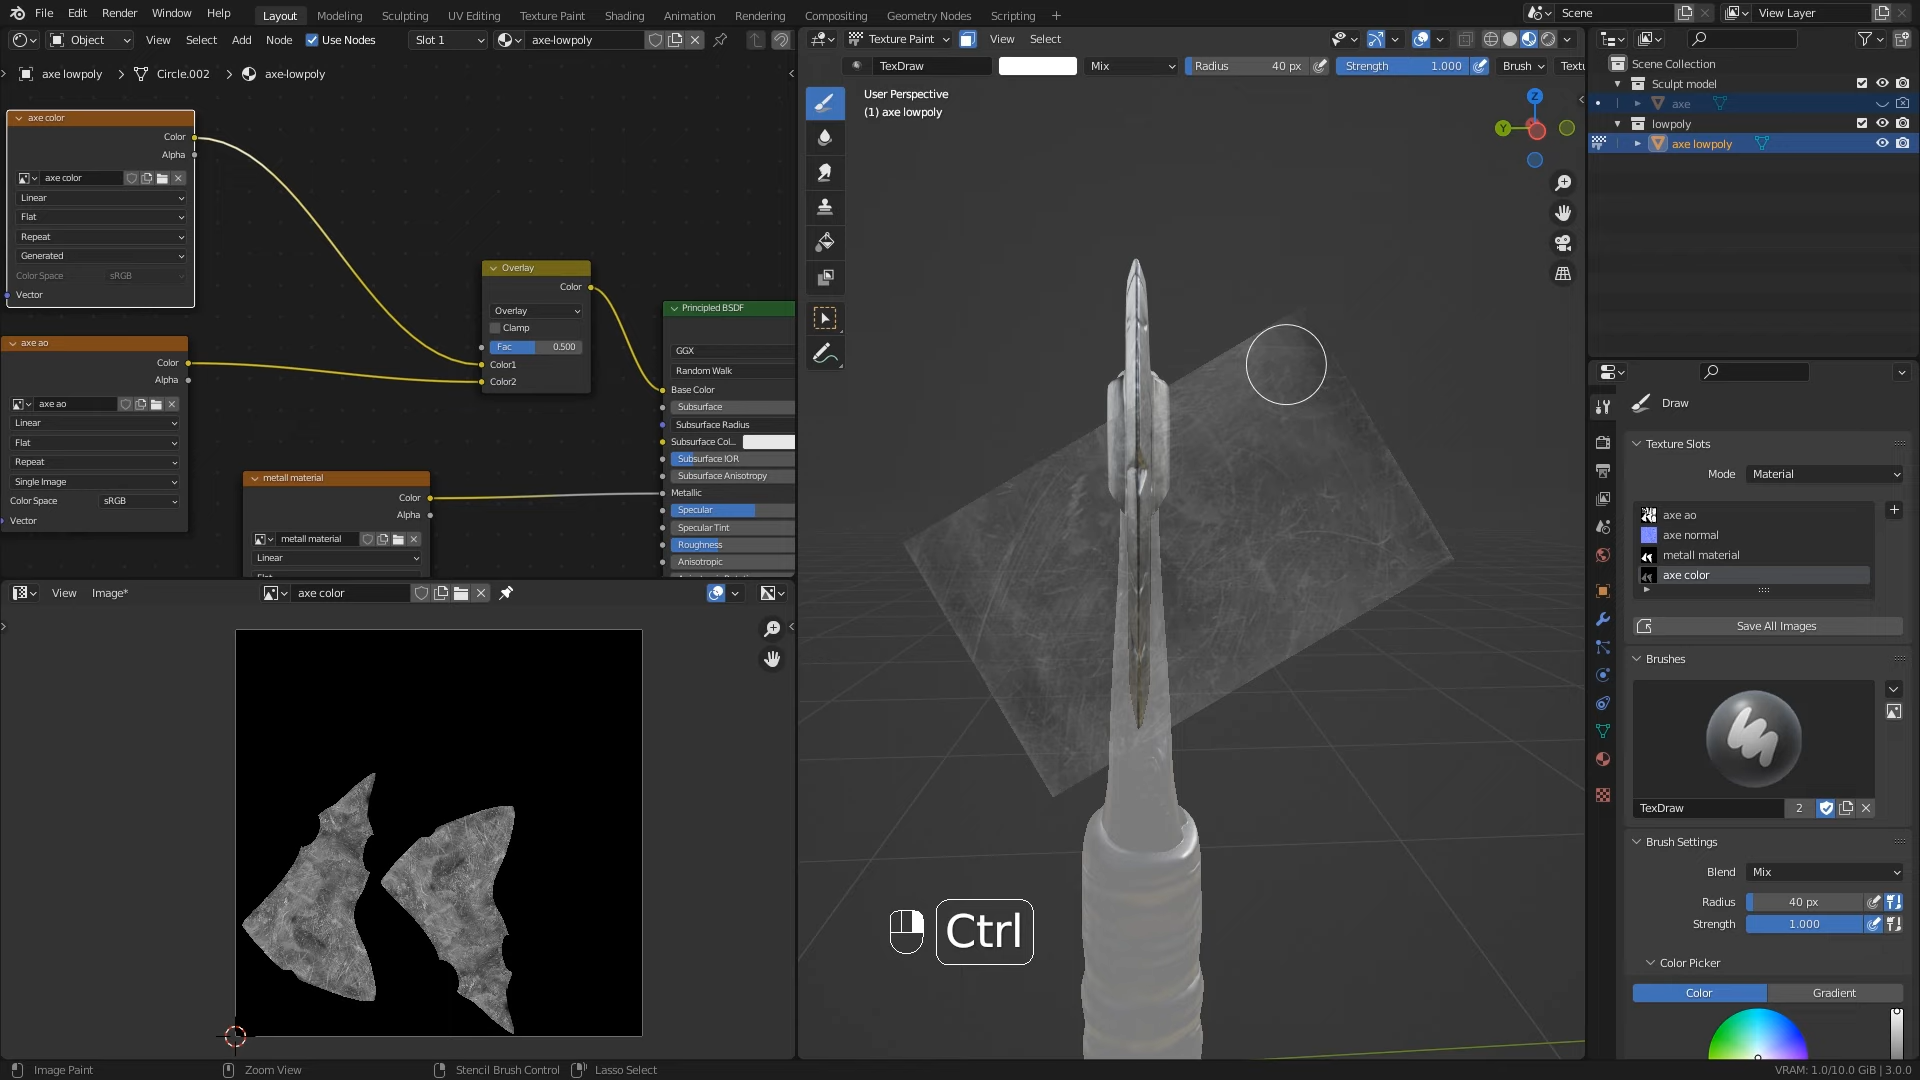 File Edit Render Window Help
Layout Modeling Sculpting UV Editing Texture Paint Shading Animation Rendering Compositing Geometry Nodes Scripting +
Scene
View Layer
Object View Select Add Node Use Nodes Slot 1 axe-lowpoly
axe lowpoly > Circle.002 > axe-lowpoly
axe color
Color
Alpha
axe color
Linear
Flat
Repeat
Generated
Color Space sRGB
Vector
axe ao
Color
Alpha
axe ao
Linear
Flat
Repeat
Single Image
Color Space sRGB
Vector
metall material
Color
Alpha
metall material
Linear
Overlay
Color
Overlay
Clamp
Fac 0.500
Color1
Color2
Principled BSDF
GGX
Random Walk
Base Color
Subsurface
Subsurface Radius
Subsurface Col...
Subsurface IOR
Subsurface Anisotropy
Metallic
Specular
Specular Tint
Roughness
Anisotropic
View Image* axe color
Texture Paint View Select
TexDraw Mix Radius 40 px Strength 1.000 Brush Textu
User Perspective
(1) axe lowpoly
Z
Y
Ctrl
Scene Collection
Sculpt model
axe
lowpoly
axe lowpoly
Draw
Texture Slots
Mode Material
axe ao
axe normal
metall material
axe color
Save All Images
Brushes
TexDraw 2
Brush Settings
Blend Mix
Radius 40 px
Strength 1.000
Color Picker
Color Gradient
Image Paint Zoom View Stencil Brush Control Lasso Select
VRAM: 1.0/10.0 GiB | 3.0.0